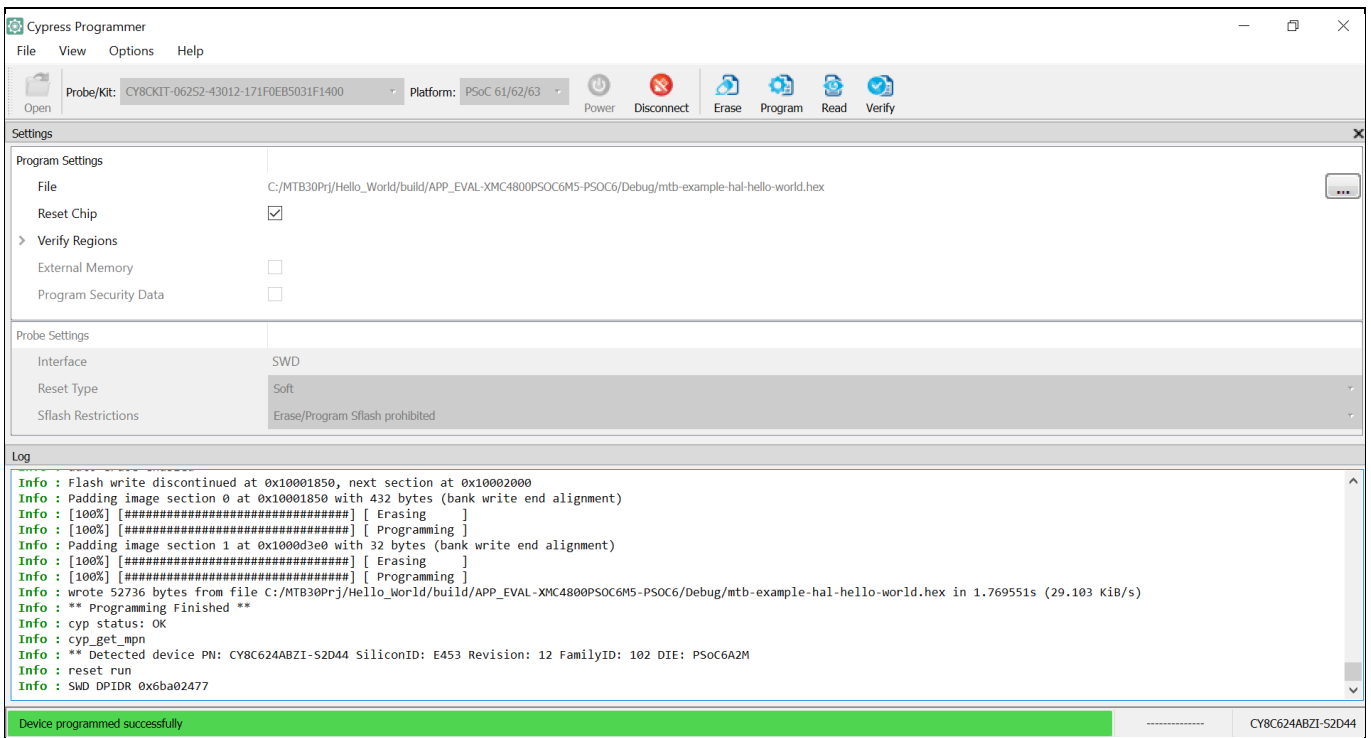 Cypress Programmer
File View Options Help
Open Probe/Kit: CY8CKIT-062S2-43012-171F0EB5031F1400 Platform: PSoC 61/62/63 Power Disconnect Erase Program Read Verify
Settings
Program Settings
File C:/MTB30Prj/Hello_World/build/APP_EVAL-XMC4800PSOC6M5-PSOC6/Debug/mtb-example-hal-hello-world.hex ...
Reset Chip
Verify Regions
External Memory
Program Security Data
Probe Settings
Interface SWD
Reset Type Soft
Sflash Restrictions Erase/Program Sflash prohibited
Log
Info : Flash write discontinued at 0x10001850, next section at 0x10002000
Info : Padding image section 0 at 0x10001850 with 432 bytes (bank write end alignment)
Info : [100%] [################################] [ Erasing ]
Info : [100%] [################################] [ Programming ]
Info : Padding image section 1 at 0x1000d3e0 with 32 bytes (bank write end alignment)
Info : [100%] [################################] [ Erasing ]
Info : [100%] [################################] [ Programming ]
Info : wrote 52736 bytes from file C:/MTB30Prj/Hello_World/build/APP_EVAL-XMC4800PSOC6M5-PSOC6/Debug/mtb-example-hal-hello-world.hex in 1.769551s (29.103 KiB/s)
Info : ** Programming Finished **
Info : cyp status: OK
Info : cyp_get_mpn
Info : ** Detected device PN: CY8C624ABZI-S2D44 SiliconID: E453 Revision: 12 FamilyID: 102 DIE: PSoC6A2M
Info : reset run
Info : SWD DPIDR 0x6ba02477
Device programmed successfully -------------- CY8C624ABZI-S2D44